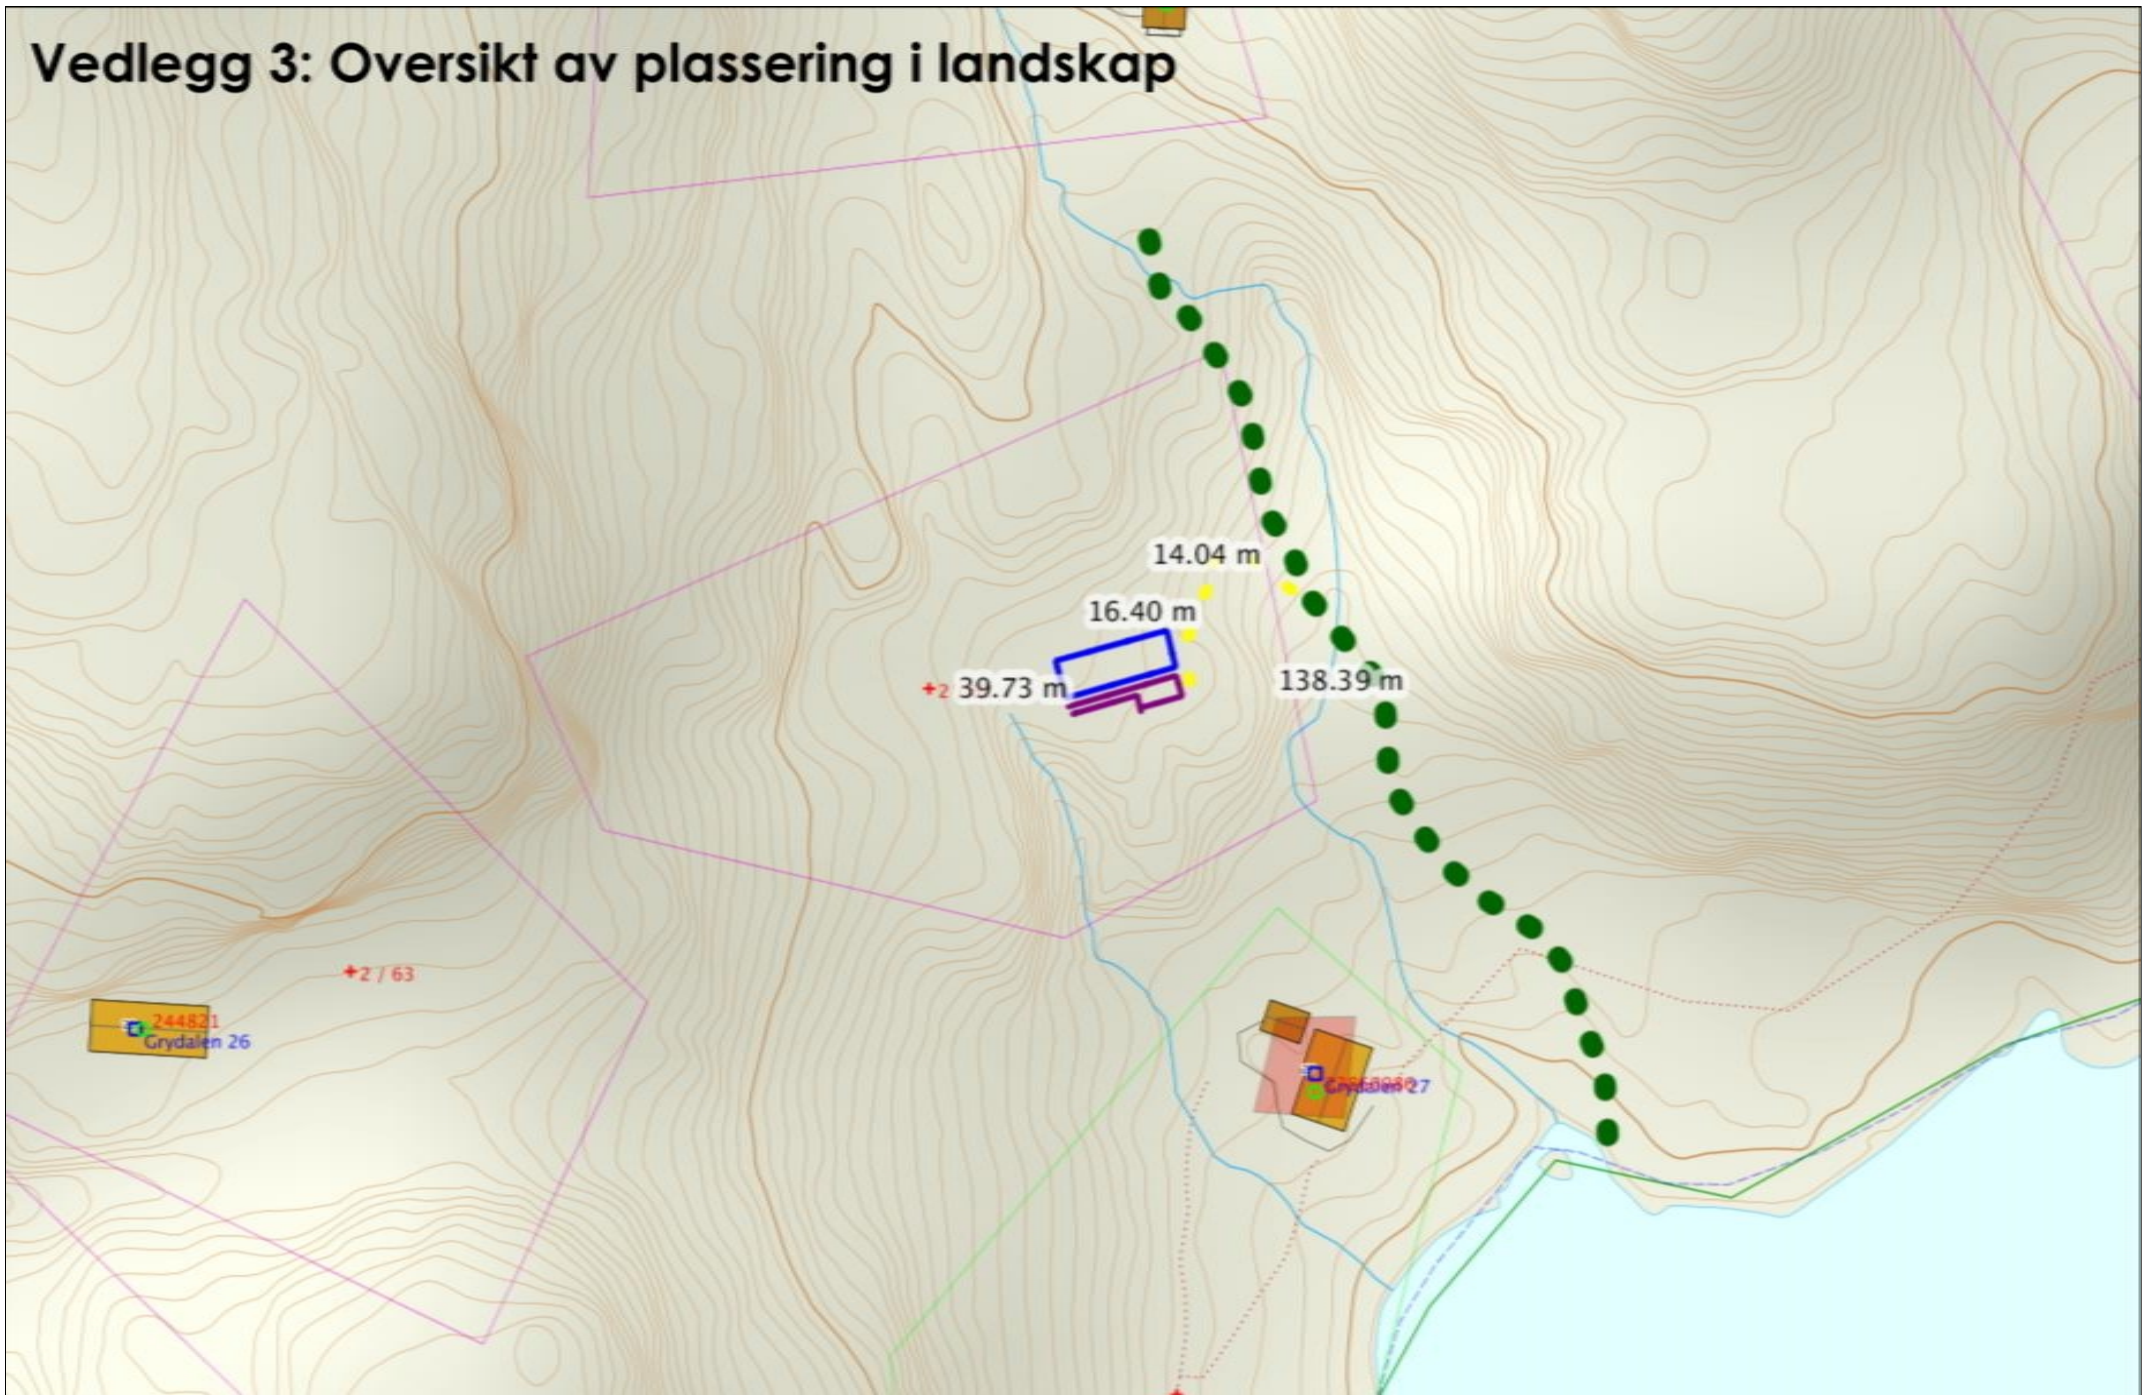 Vedlegg 3: Oversikt av plassering i landskap
14.04 m
16.40 m
+2
39.73 m
138.39 m
+2 / 63
244821
Grydalen 26
Grydalen 27